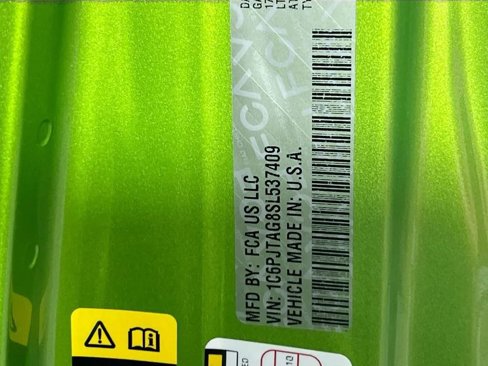 MFD BY: FCA US LLC
VIN: 1C6PJTAG8SL537409
VEHICLE MADE IN: U.S.A.